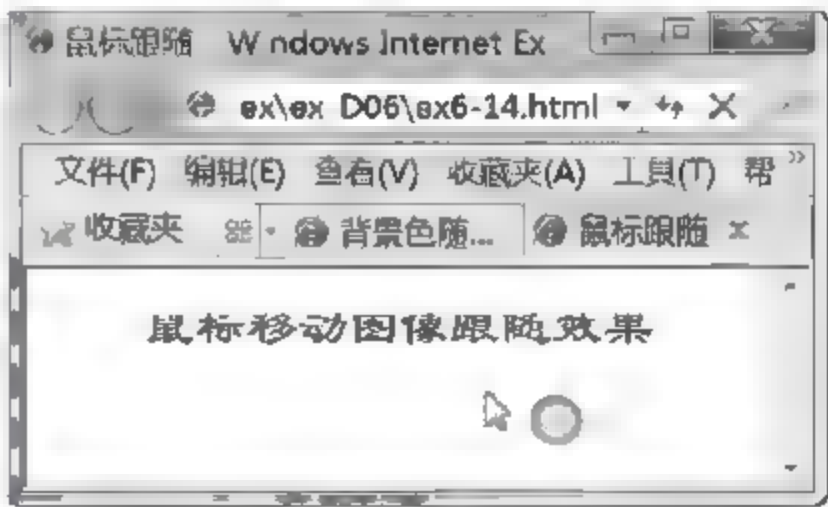 鼠标跟随 Windows Internet Ex
ex\ex D06\ex6-14.html
文件(F) 编辑(E) 查看(V) 收藏夹(A) 工具(T) 帮 »
收藏夹 背景色随... 鼠标跟随
鼠标移动图像跟随效果